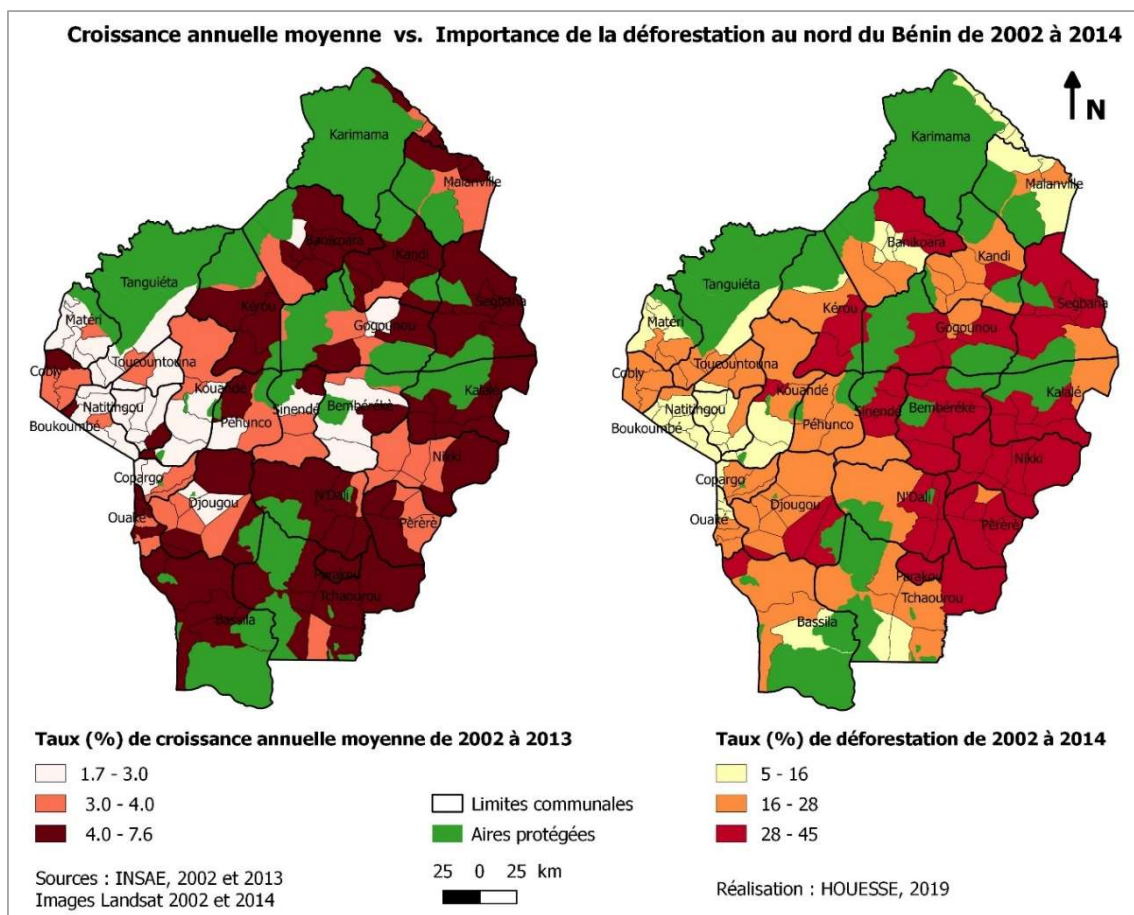 Croissance annuelle moyenne vs. Importance de la déforestation au nord du Bénin de 2002 à 2014
N
Karimama
Malanville
Banikoara
Kandi
Tanguiéta
Kérou
Segbana
Matéri
Gogounou
Toucountouna
Cobly
Kouandé
Kalalé
Natitingou
Sinendé
Bembéréké
Boukoumbé
Péhunco
Nikki
Copargo
N'Dali
Djougou
Ouaké
Pèrèrè
Parakou
Tchaourou
Bassila
Karimama
Malanville
Banikoara
Kandi
Tanguiéta
Kérou
Segbana
Matéri
Gogounou
Toucountouna
Cobly
Kouandé
Kalalé
Natitingou
Sinendé
Bembéréke
Boukoumbé
Péhunco
Nikki
Copargo
N'Dali
Djougou
Ouaké
Pèrèrè
Parakou
Tchaourou
Bassila
Taux (%) de croissance annuelle moyenne de 2002 à 2013
1.7 - 3.0
3.0 - 4.0
4.0 - 7.6
Sources : INSAE, 2002 et 2013
Images Landsat 2002 et 2014
Limites communales
Aires protégées
25 0 25 km
Taux (%) de déforestation de 2002 à 2014
5 - 16
16 - 28
28 - 45
Réalisation : HOUESSE, 2019